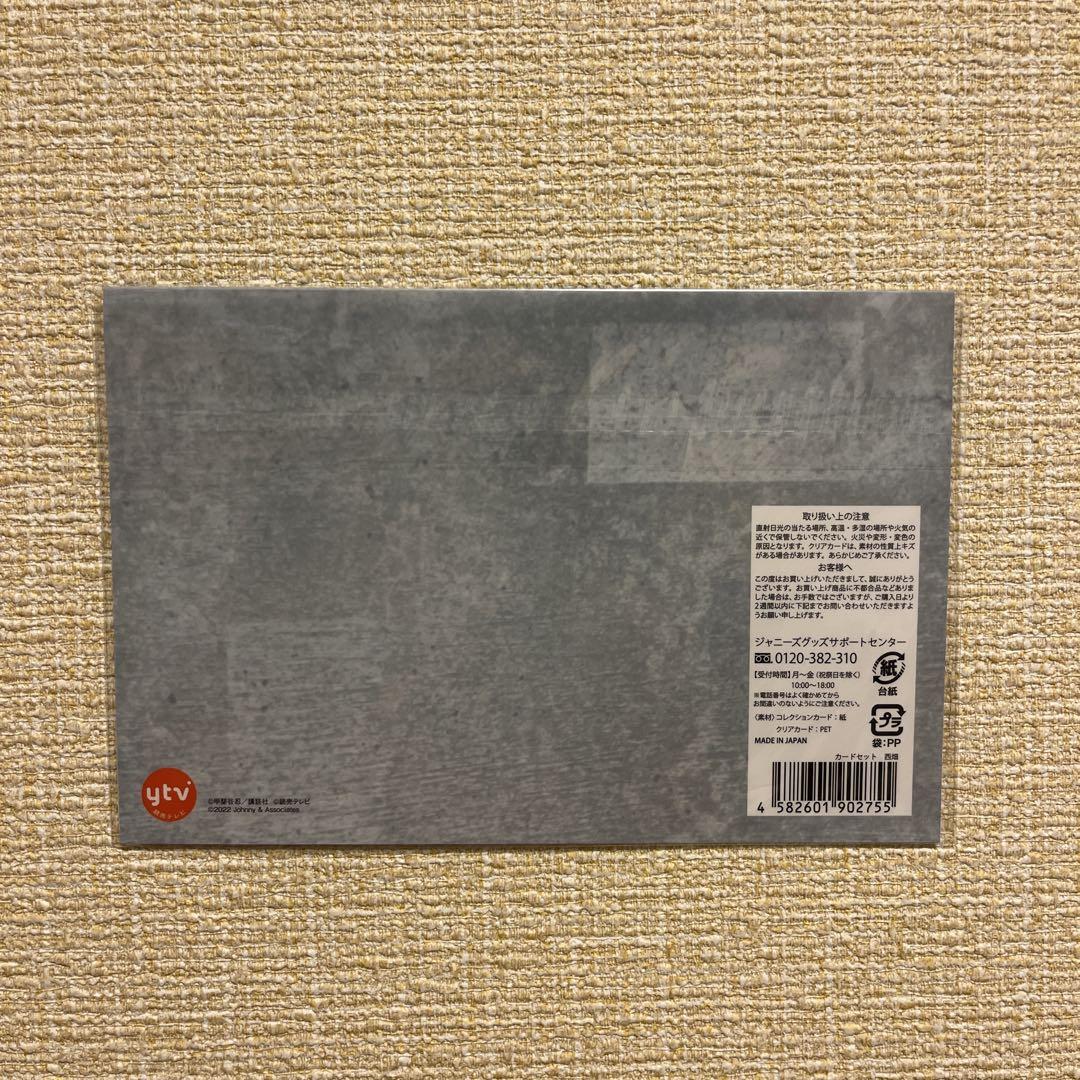 取り扱い上の注意
直射日光の当たる場所、高温・多湿の場所や火気の
近くで保管しないでください。火災や変形・変色の
原因となります。クリアカードは、素材の性質上キズ
がある場合があります。あらかじめご了承ください。
お客様へ
この度はお買い上げいただきまして、誠にありがとう
ございます。お買い上げ商品に不都合品などありま
した場合は、お手数ではございますが、ご購入日より
2週間以内に下記までお問い合わせいただきますよ
うお願い申し上げます。
ジャニーズグッズサポートセンター
0120-382-310
【受付時間】月～金（祝祭日を除く）
10:00～18:00
※電話番号はよく確かめてから
お間違いのないようにご注意ください。
〈素材〉コレクションカード：紙
クリアカード：PET
MADE IN JAPAN
紙
台紙
プラ
袋:PP
カードセット　西畑
4 582601 902755
ytv
読売テレビ
©甲斐谷忍／講談社 ©読売テレビ
©2022 Johnny & Associates